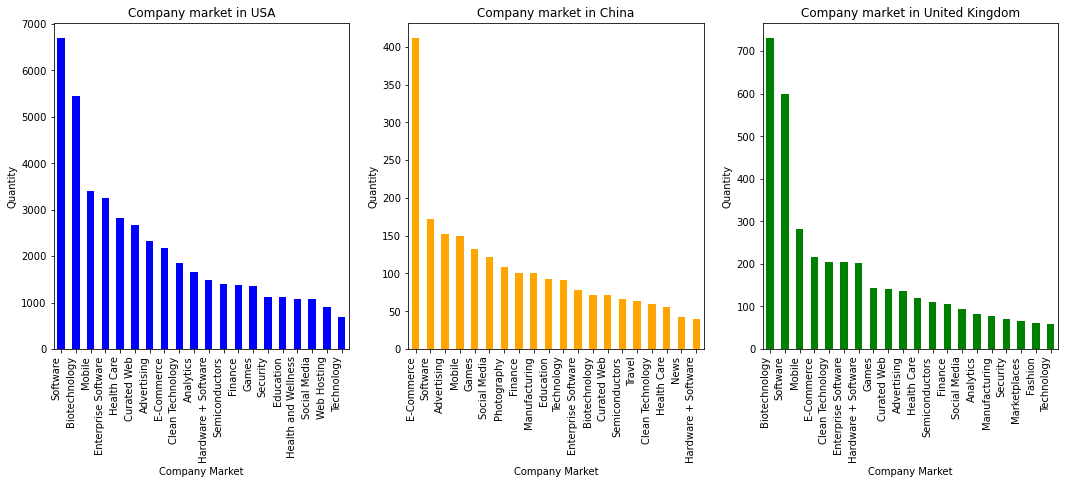 Company market in USA
Quantity
7000
6000
5000
4000
3000
2000
1000
0
Software
Biotechnology
Mobile
Enterprise Software
Health Care
Curated Web
Advertising
E-Commerce
Clean Technology
Analytics
Hardware + Software
Semiconductors
Finance
Games
Security
Education
Health and Wellness
Social Media
Web Hosting
Technology
Company Market
Company market in China
Quantity
400
350
300
250
200
150
100
50
0
E-Commerce
Software
Advertising
Mobile
Games
Social Media
Photography
Finance
Manufacturing
Education
Technology
Enterprise Software
Biotechnology
Curated Web
Semiconductors
Travel
Clean Technology
Health Care
News
Hardware + Software
Company Market
Company market in United Kingdom
Quantity
700
600
500
400
300
200
100
0
Biotechnology
Software
Mobile
E-Commerce
Clean Technology
Enterprise Software
Hardware + Software
Games
Curated Web
Advertising
Health Care
Semiconductors
Finance
Social Media
Analytics
Manufacturing
Security
Marketplaces
Fashion
Technology
Company Market